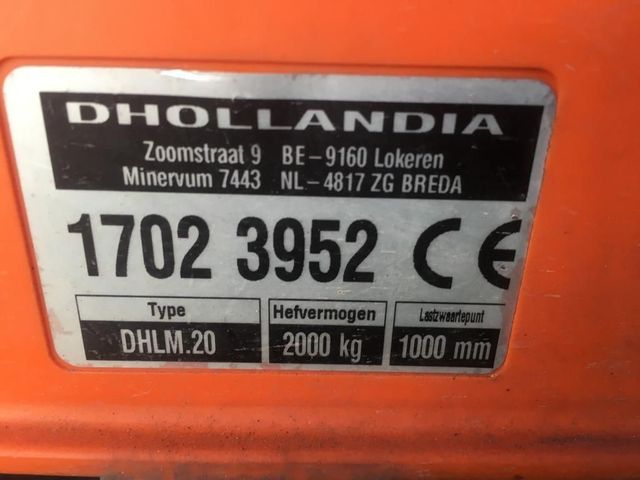 DHOLLANDIA
Zoomstraat 9 BE-9160 Lokeren
Minervum 7443 NL-4817 ZG BREDA
1702 3952 CE
Type Hefvermogen Lastzwaartepunt
DHLM.20 2000 kg 1000 mm